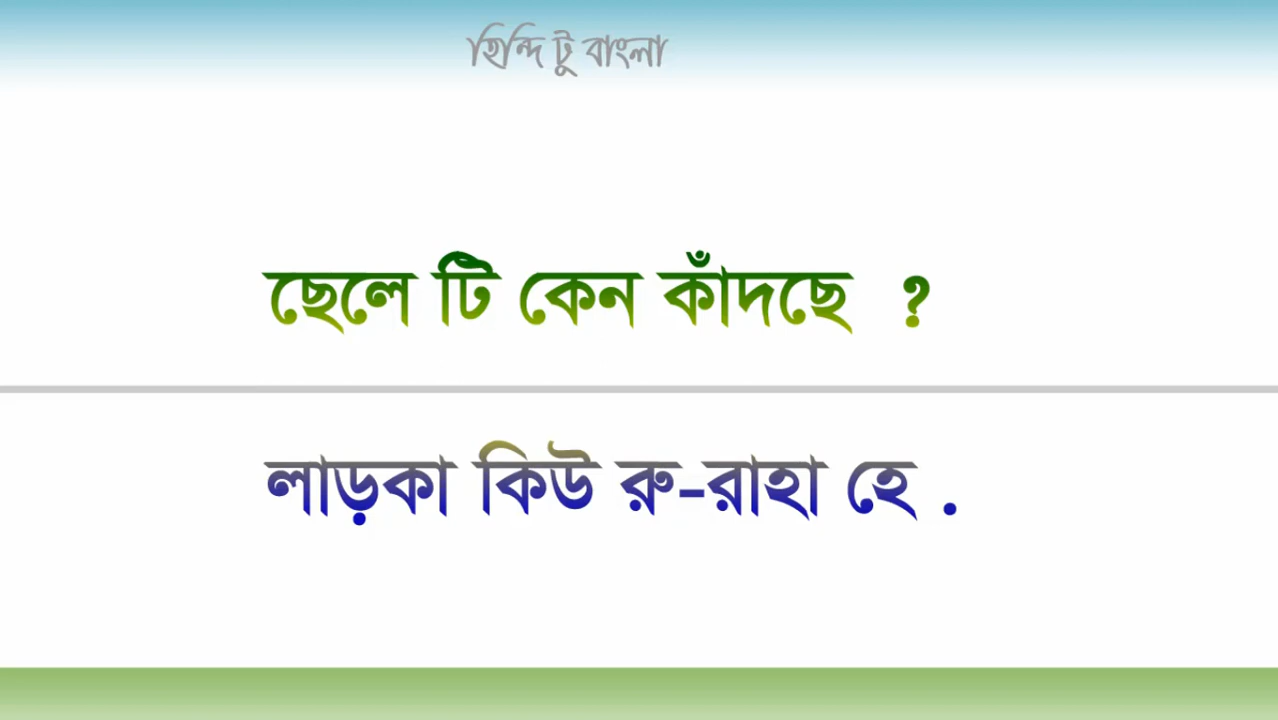 হিন্দি টু বাংলা
ছেলে টি কেন কাঁদছে ?
লাড়কা কিউ রু-রাহা হে .